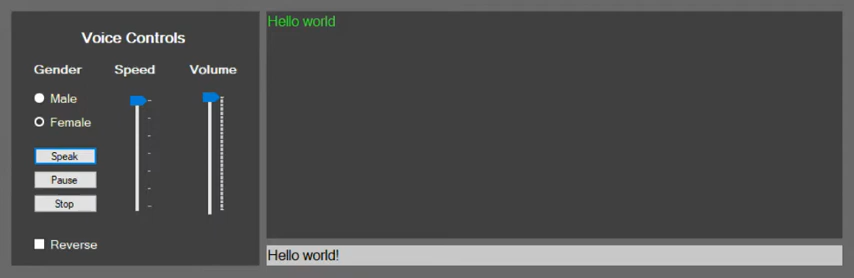 Voice Controls
Gender Speed Volume
Male
Female
Speak
Pause
Stop
Reverse
Hello world
Hello world!